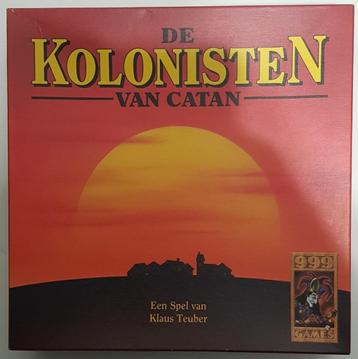 DE
KOLONISTEN
VAN CATAN
Een Spel van
Klaus Teuber
999
GAMES